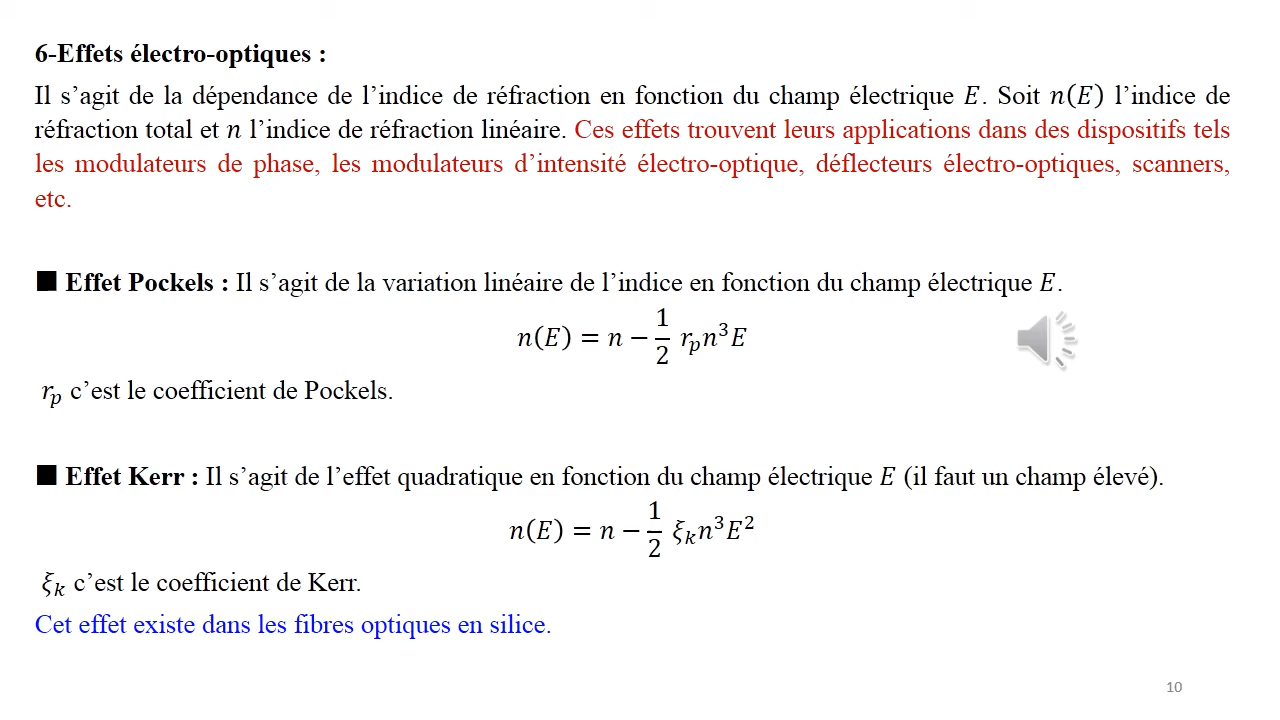 6-Effets électro-optiques :
Il s’agit de la dépendance de l’indice de réfraction en fonction du champ électrique E. Soit n(E) l’indice de
réfraction total et n l’indice de réfraction linéaire. Ces effets trouvent leurs applications dans des dispositifs tels
les modulateurs de phase, les modulateurs d’intensité électro-optique, déflecteurs électro-optiques, scanners,
etc.
■ Effet Pockels : Il s’agit de la variation linéaire de l’indice en fonction du champ électrique E.
n(E) = n − 1/2 r_p n³E
r_p c’est le coefficient de Pockels.
■ Effet Kerr : Il s’agit de l’effet quadratique en fonction du champ électrique E (il faut un champ élevé).
n(E) = n − 1/2 ξ_k n³E²
ξ_k c’est le coefficient de Kerr.
Cet effet existe dans les fibres optiques en silice.
10